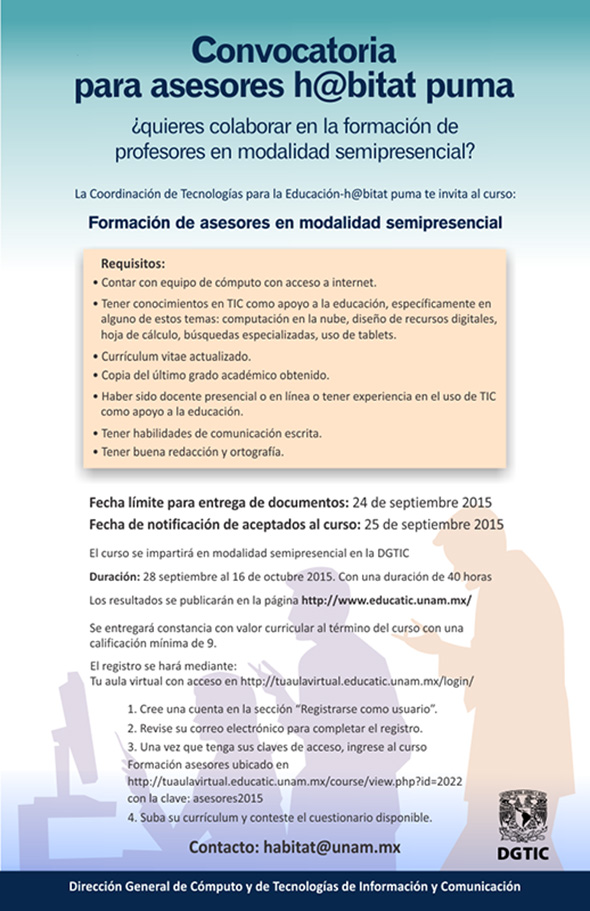 Convocatoria
para asesores h@bitat puma
¿quieres colaborar en la formación de
profesores en modalidad semipresencial?
La Coordinación de Tecnologías para la Educación-h@bitat puma te invita al curso:
Formación de asesores en modalidad semipresencial
Requisitos:
• Contar con equipo de cómputo con acceso a internet.
• Tener conocimientos en TIC como apoyo a la educación, específicamente en
alguno de estos temas: computación en la nube, diseño de recursos digitales,
hoja de cálculo, búsquedas especializadas, uso de tablets.
• Currículum vitae actualizado.
• Copia del último grado académico obtenido.
• Haber sido docente presencial o en línea o tener experiencia en el uso de TIC
como apoyo a la educación.
• Tener habilidades de comunicación escrita.
• Tener buena redacción y ortografía.
Fecha límite para entrega de documentos: 24 de septiembre 2015
Fecha de notificación de aceptados al curso: 25 de septiembre 2015
El curso se impartirá en modalidad semipresencial en la DGTIC
Duración: 28 septiembre al 16 de octubre 2015. Con una duración de 40 horas
Los resultados se publicarán en la página http://www.educatic.unam.mx/
Se entregará constancia con valor curricular al término del curso con una
calificación mínima de 9.
El registro se hará mediante:
Tu aula virtual con acceso en http://tuaulavirtual.educatic.unam.mx/login/
1. Cree una cuenta en la sección “Registrarse como usuario”.
2. Revise su correo electrónico para completar el registro.
3. Una vez que tenga sus claves de acceso, ingrese al curso
Formación asesores ubicado en
http://tuaulavirtual.educatic.unam.mx/course/view.php?id=2022
con la clave: asesores2015
4. Suba su currículum y conteste el cuestionario disponible.
Contacto: habitat@unam.mx
DGTIC
Dirección General de Cómputo y de Tecnologías de Información y Comunicación